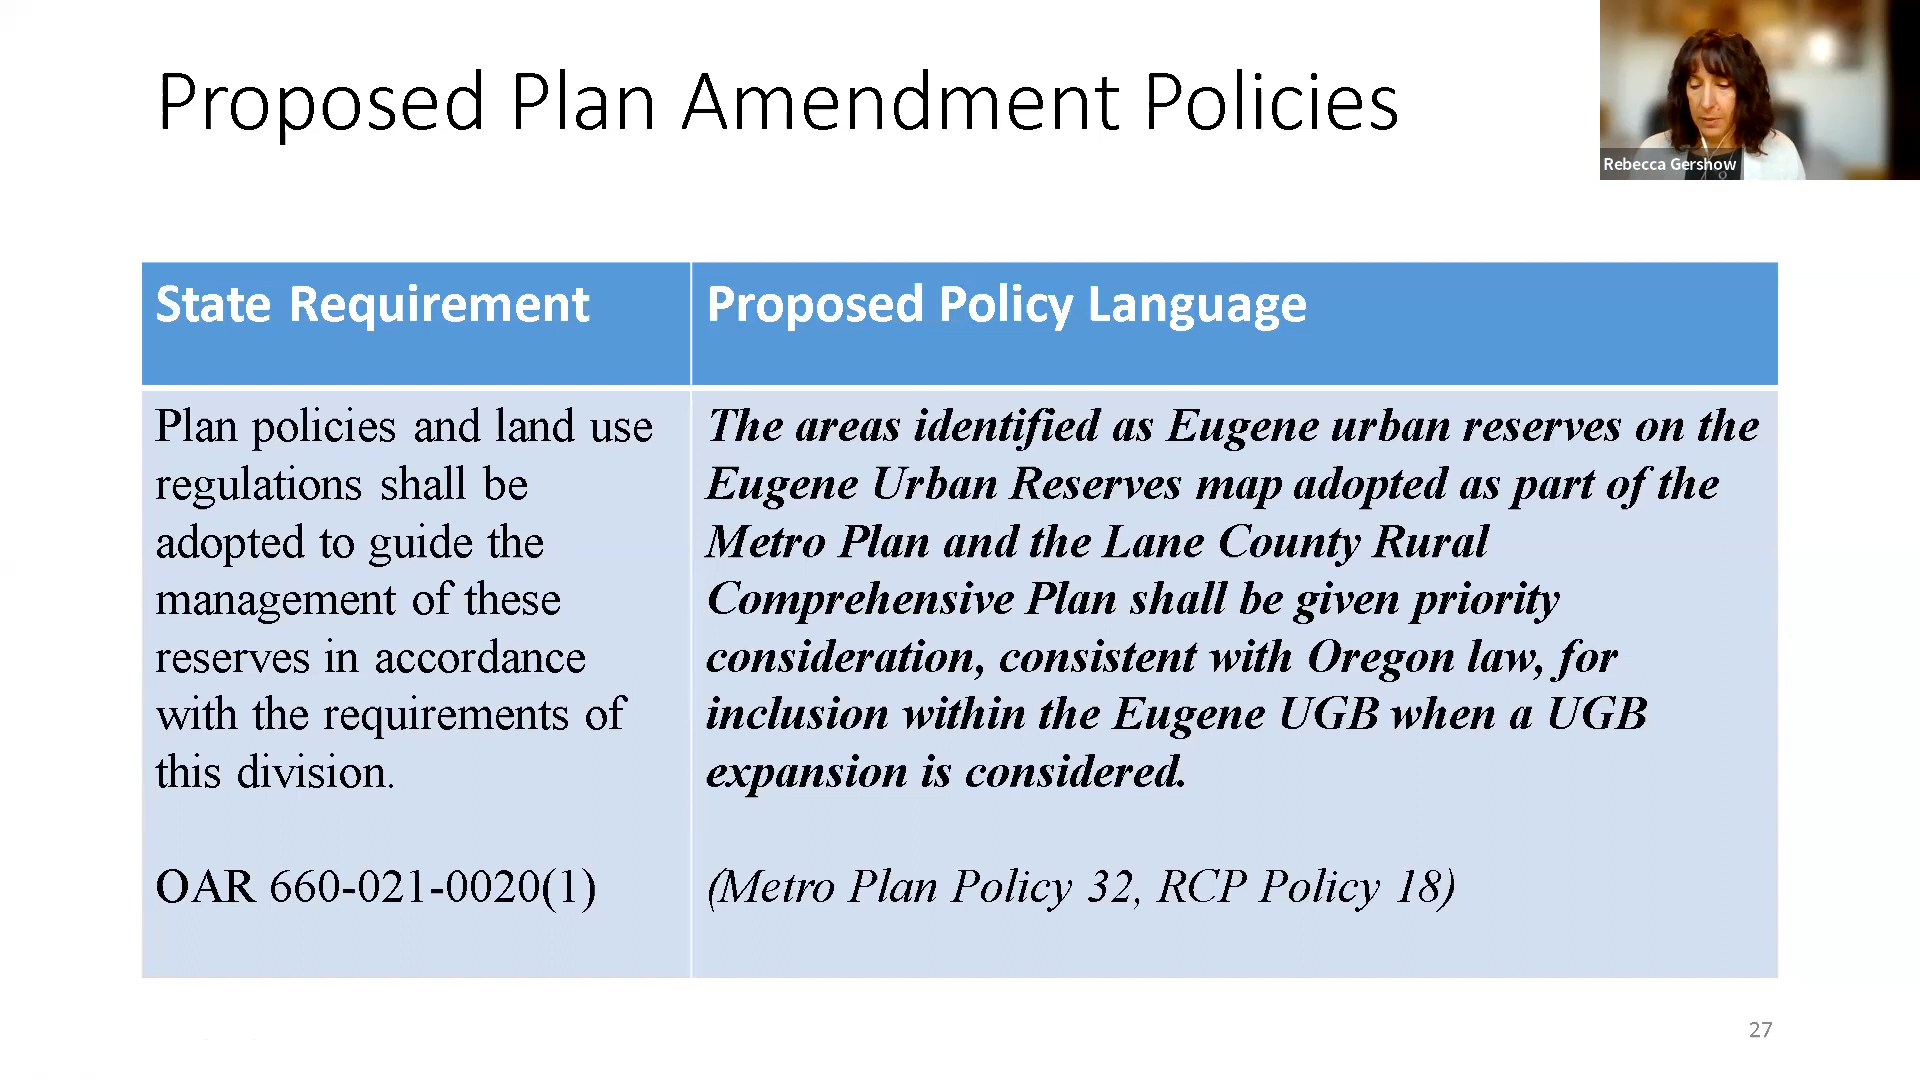 Proposed Plan Amendment Policies
Rebecca Gershow
State Requirement
Proposed Policy Language
Plan policies and land use
regulations shall be
adopted to guide the
management of these
reserves in accordance
with the requirements of
this division.
OAR 660-021-0020(1)
The areas identified as Eugene urban reserves on the
Eugene Urban Reserves map adopted as part of the
Metro Plan and the Lane County Rural
Comprehensive Plan shall be given priority
consideration, consistent with Oregon law, for
inclusion within the Eugene UGB when a UGB
expansion is considered.
(Metro Plan Policy 32, RCP Policy 18)
27